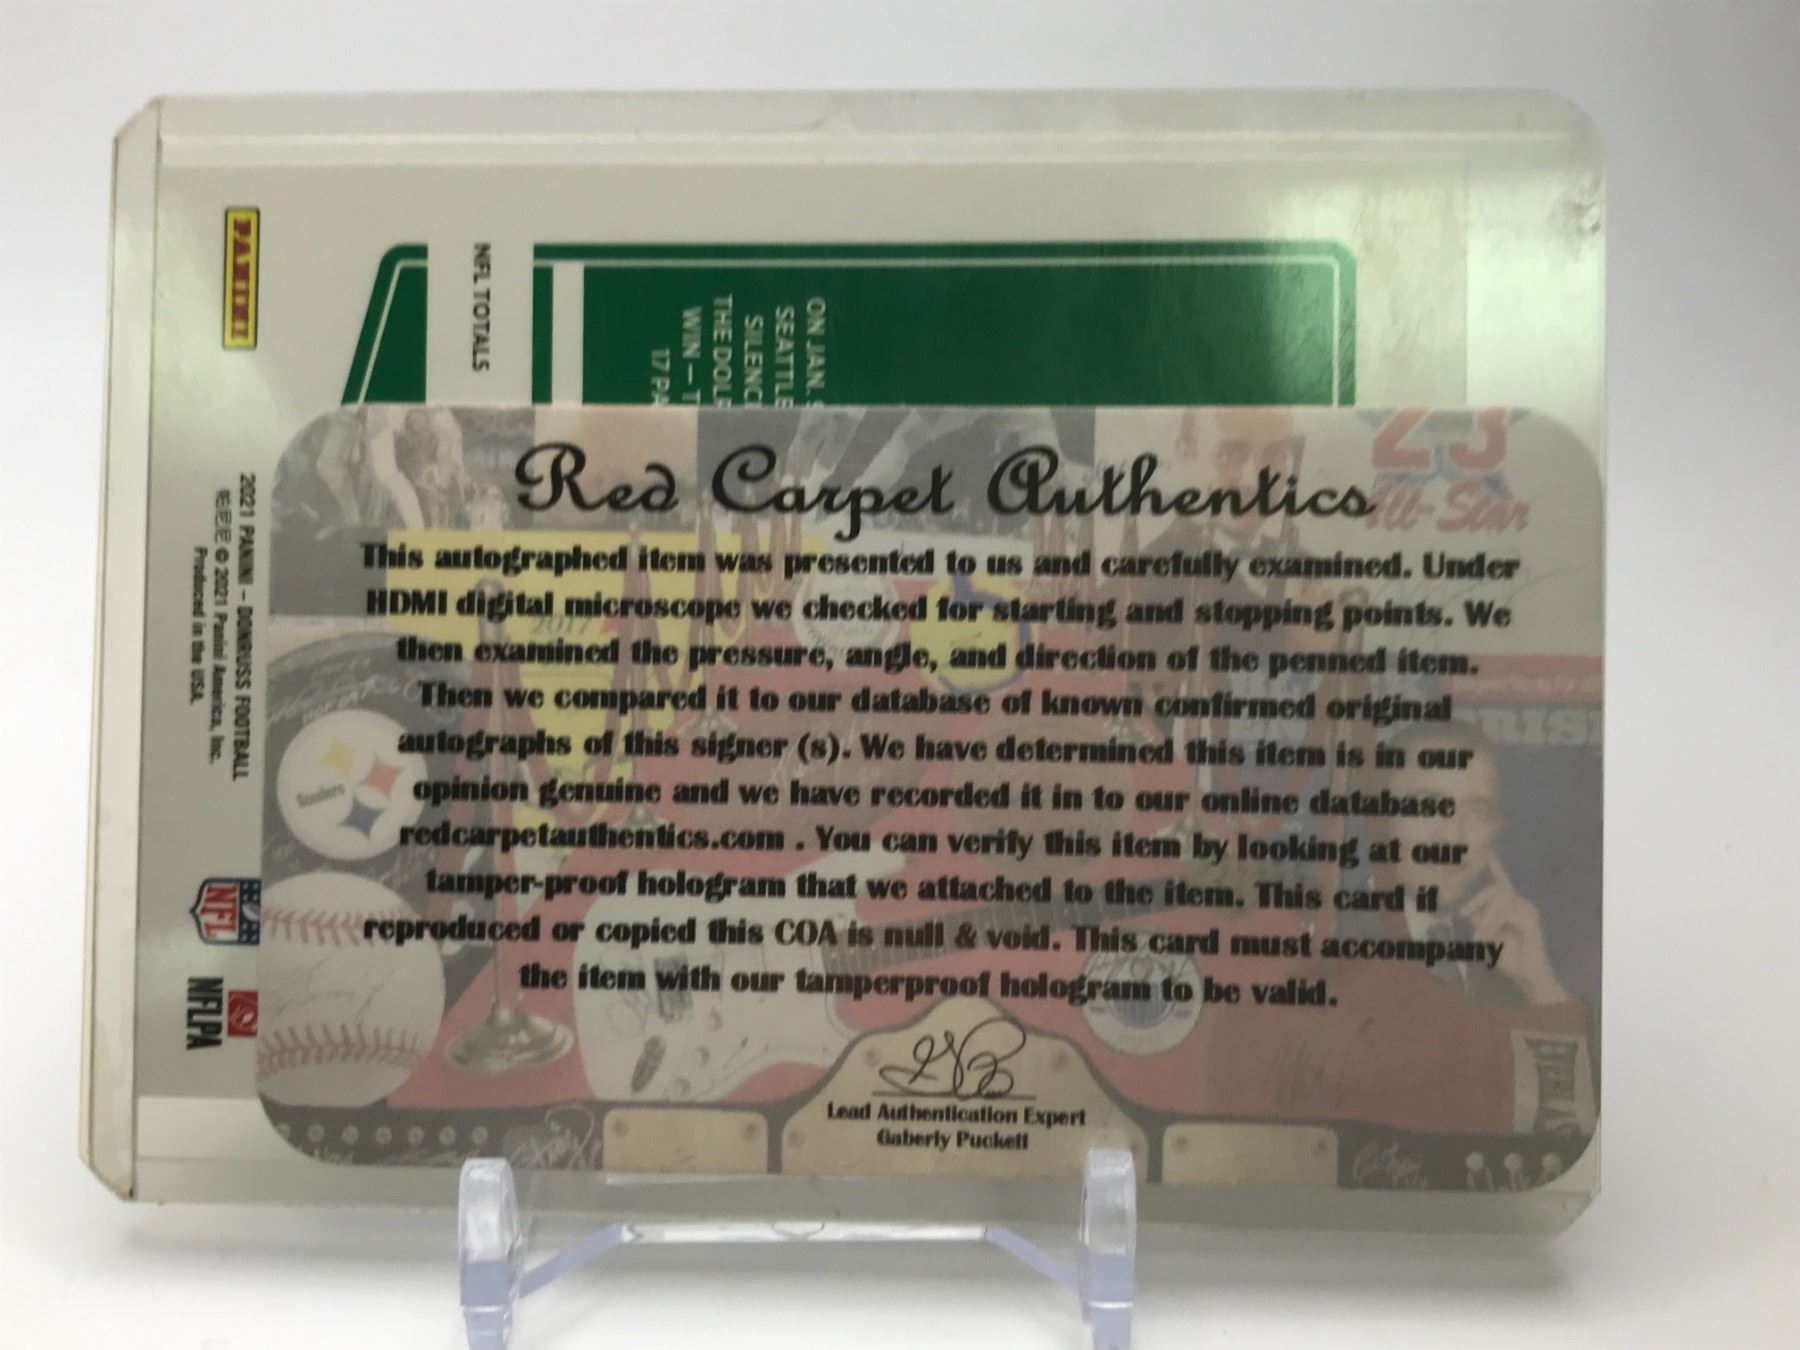 Red Carpet Authentics
This autographed item was presented to us and carefully examined. Under
HDMI digital microscope we checked for starting and stopping points. We
then examined the pressure, angle, and direction of the penned item.
Then we compared it to our database of known confirmed original
autographs of this signer (s). We have determined this item is in our
opinion genuine and we have recorded it in to our online database
redcarpetauthentics.com . You can verify this item by looking at our
tamper-proof hologram that we attached to the item. This card if
reproduced or copied this COA is null & void. This card must accompany
the item with our tamperproof hologram to be valid.
Lead Authentication Expert
Gaberly Puckett
23
All-Star
2017
Steelers
ON JAN.
SEATTLE
SILENC
THE DOL
WIN — T
17 PA
NFL TOTALS
PANINI
2021 PANINI – DONRUSS FOOTBALL
© 2021 Panini America, Inc.
Produced in the USA.
NFL
NFLPA